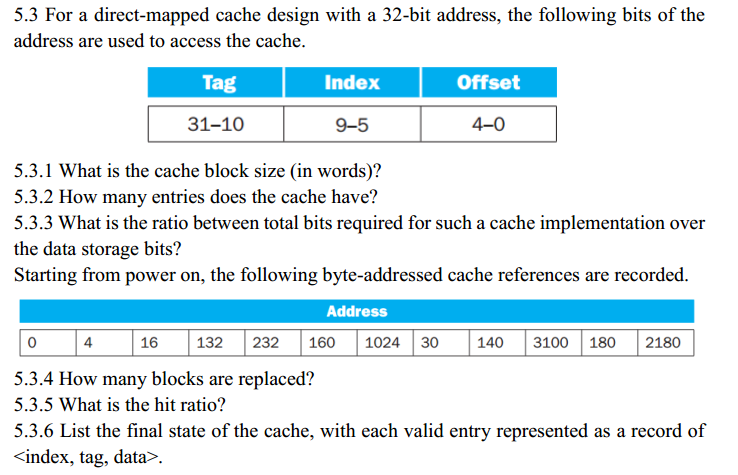 5.3 For a direct-mapped cache design with a 32-bit address, the following bits of the
address are used to access the cache.
Tag Index Offset
31–10 9–5 4–0
5.3.1 What is the cache block size (in words)?
5.3.2 How many entries does the cache have?
5.3.3 What is the ratio between total bits required for such a cache implementation over
the data storage bits?
Starting from power on, the following byte-addressed cache references are recorded.
Address
0 4 16 132 232 160 1024 30 140 3100 180 2180
5.3.4 How many blocks are replaced?
5.3.5 What is the hit ratio?
5.3.6 List the final state of the cache, with each valid entry represented as a record of
<index, tag, data>.